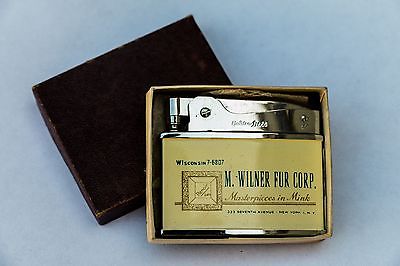 WISCONSIN 7-6807
M. WILNER FUR CORP.
Masterpieces in Mink
333 SEVENTH AVENUE - NEW YORK 1, N.Y.